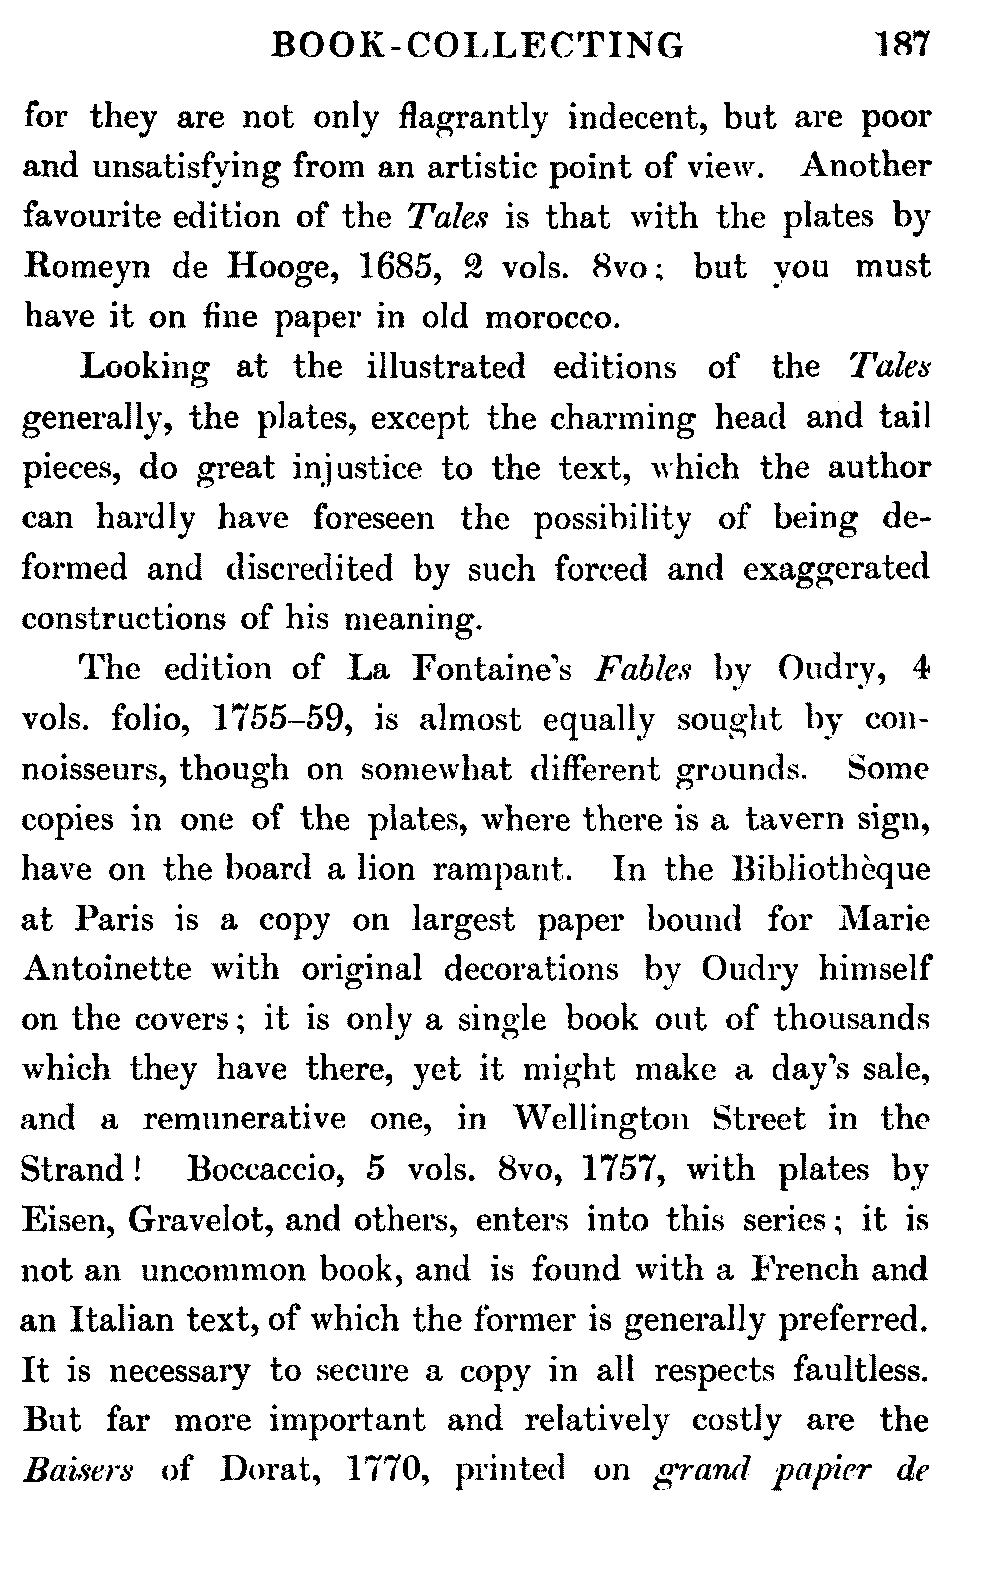 BOOK-COLLECTING 187
for they are not only flagrantly indecent, but are poor
and unsatisfying from an artistic point of view. Another
favourite edition of the Tales is that with the plates by
Romeyn de Hooge, 1685, 2 vols. 8vo; but you must
have it on fine paper in old morocco.
Looking at the illustrated editions of the Tales
generally, the plates, except the charming head and tail
pieces, do great injustice to the text, which the author
can hardly have foreseen the possibility of being de-
formed and discredited by such forced and exaggerated
constructions of his meaning.
The edition of La Fontaine's Fables by Oudry, 4
vols. folio, 1755–59, is almost equally sought by con-
noisseurs, though on somewhat different grounds. Some
copies in one of the plates, where there is a tavern sign,
have on the board a lion rampant. In the Bibliothèque
at Paris is a copy on largest paper bound for Marie
Antoinette with original decorations by Oudry himself
on the covers; it is only a single book out of thousands
which they have there, yet it might make a day's sale,
and a remunerative one, in Wellington Street in the
Strand! Boccaccio, 5 vols. 8vo, 1757, with plates by
Eisen, Gravelot, and others, enters into this series; it is
not an uncommon book, and is found with a French and
an Italian text, of which the former is generally preferred.
It is necessary to secure a copy in all respects faultless.
But far more important and relatively costly are the
Baisers of Dorat, 1770, printed on grand papier de